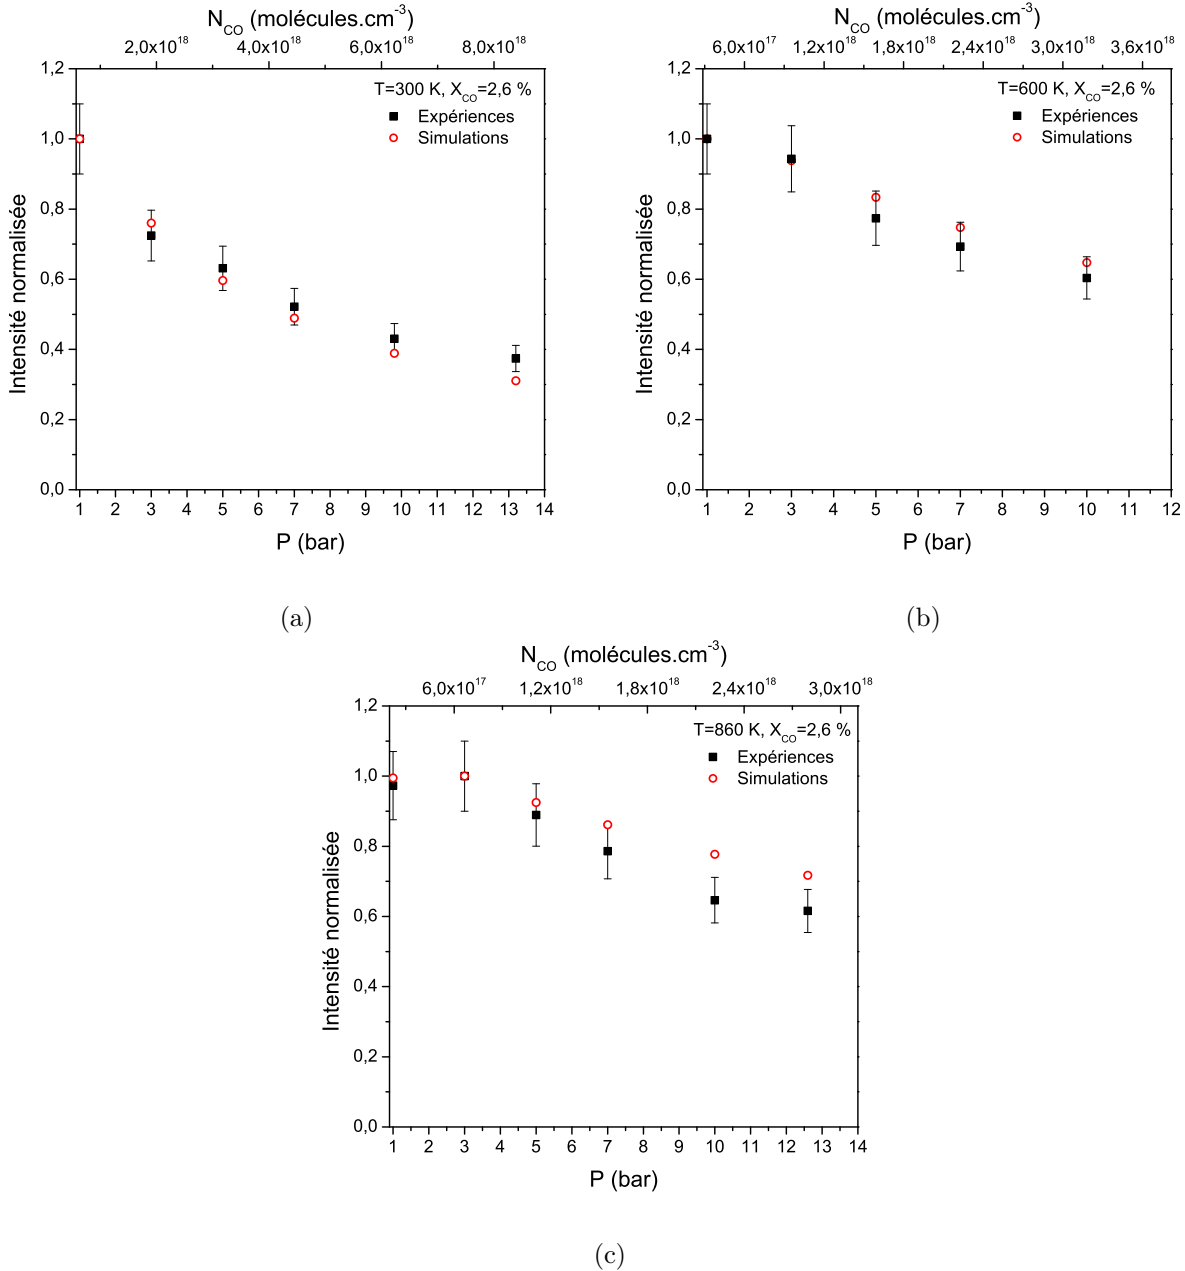 N_CO (molécules.cm^-3)
2,0x10^18 4,0x10^18 6,0x10^18 8,0x10^18
T=300 K, X_CO=2,6 %
Expériences
Simulations
1,2
1,0
0,8
0,6
0,4
0,2
0,0
Intensité normalisée
1 2 3 4 5 6 7 8 9 10 11 12 13 14
P (bar)
(a)
N_CO (molécules.cm^-3)
6,0x10^17 1,2x10^18 1,8x10^18 2,4x10^18 3,0x10^18 3,6x10^18
T=600 K, X_CO=2,6 %
Expériences
Simulations
1,2
1,0
0,8
0,6
0,4
0,2
0,0
Intensité normalisée
1 2 3 4 5 6 7 8 9 10 11 12
P (bar)
(b)
N_CO (molécules.cm^-3)
6,0x10^17 1,2x10^18 1,8x10^18 2,4x10^18 3,0x10^18
T=860 K, X_CO=2,6 %
Expériences
Simulations
1,2
1,0
0,8
0,6
0,4
0,2
0,0
Intensité normalisée
1 2 3 4 5 6 7 8 9 10 11 12 13 14
P (bar)
(c)